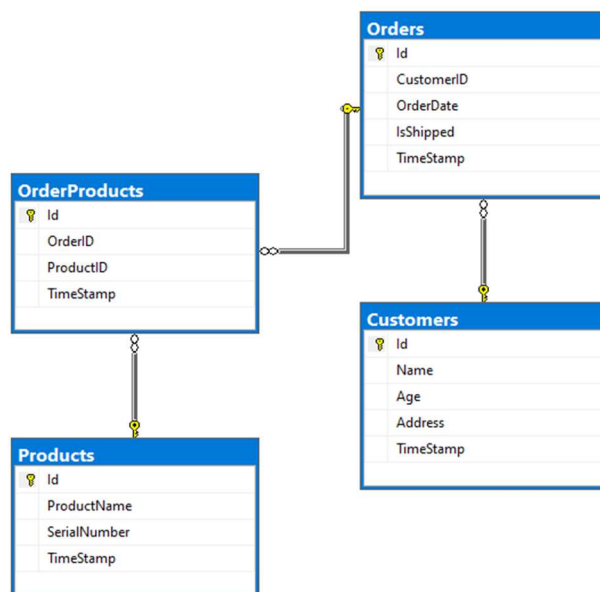 Orders
Id
CustomerID
OrderDate
IsShipped
TimeStamp
OrderProducts
Id
OrderID
ProductID
TimeStamp
Customers
Id
Name
Age
Address
TimeStamp
Products
Id
ProductName
SerialNumber
TimeStamp